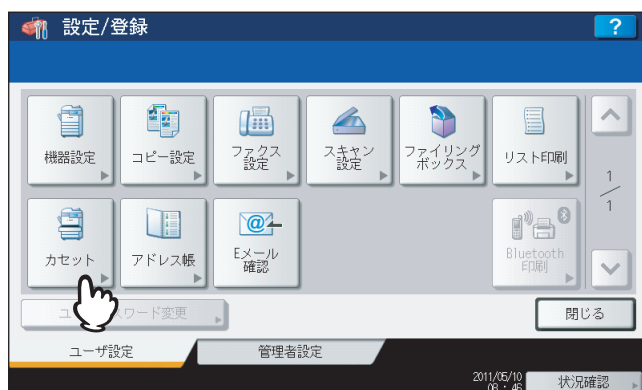 設定/登録
?
機器設定
コピー設定
ファクス
設定
スキャン
設定
ファイリング
ボックス
リスト印刷
1
1
カセット
アドレス帳
Eメール
確認
Bluetooth
印刷
ワード変更
閉じる
ユーザ設定
管理者設定
2011/05/10
08:46
状況確認